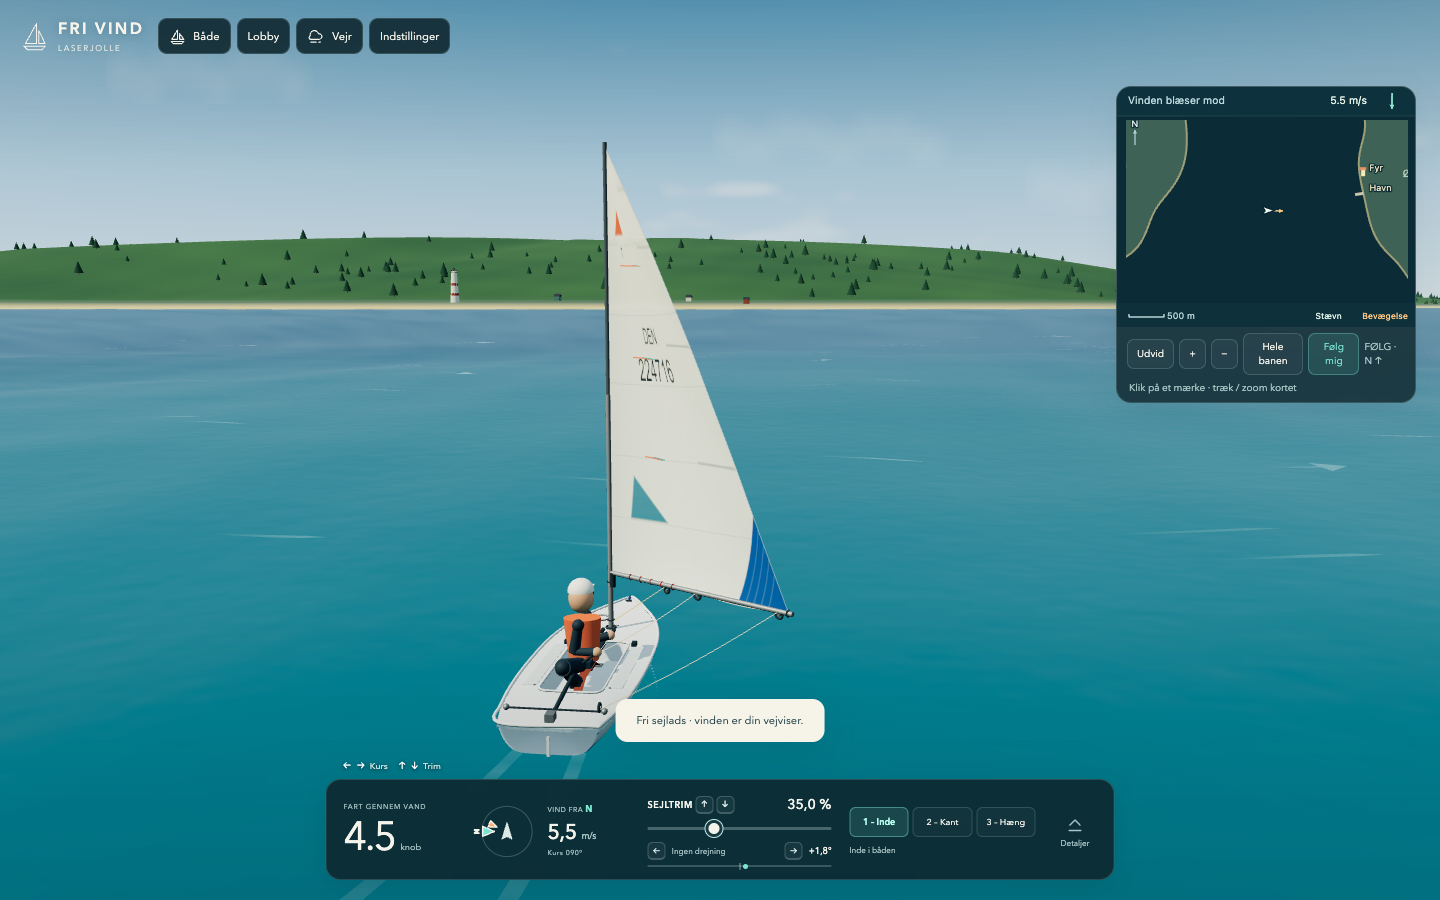 FRI VIND
LASERJOLLE
Både
Lobby
Vejr
Indstillinger
Vinden blæser mod
5.5 m/s
N
Fyr
Ø
Havn
500 m
Stævn
Bevægelse
Udvid
+
−
Hele banen
Følg mig
FØLG · N ↑
Klik på et mærke · træk / zoom kortet
DEN
224716
Fri sejlads · vinden er din vejviser.
← → Kurs ↑ ↓ Trim
FART GENNEM VAND
4.5 knob
N
VIND FRA N
5,5 m/s
Kurs 090°
SEJLTRIM ↑ ↓ 35,0 %
← Ingen drejning → +1,8°
1 – Inde
2 – Kant
3 – Hæng
Inde i båden
Detaljer